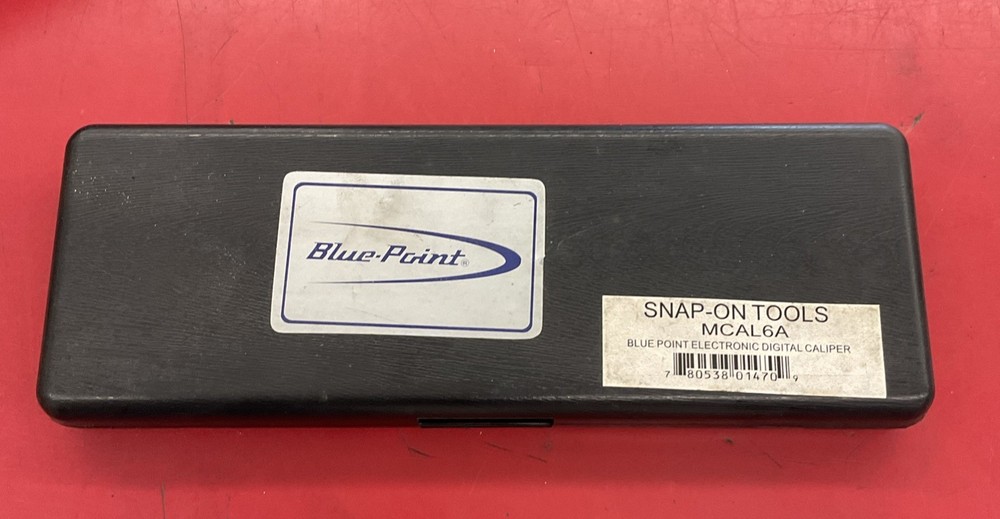 Blue-Point®
SNAP-ON TOOLS
MCAL6A
BLUE POINT ELECTRONIC DIGITAL CALIPER
7 80538 01470 9